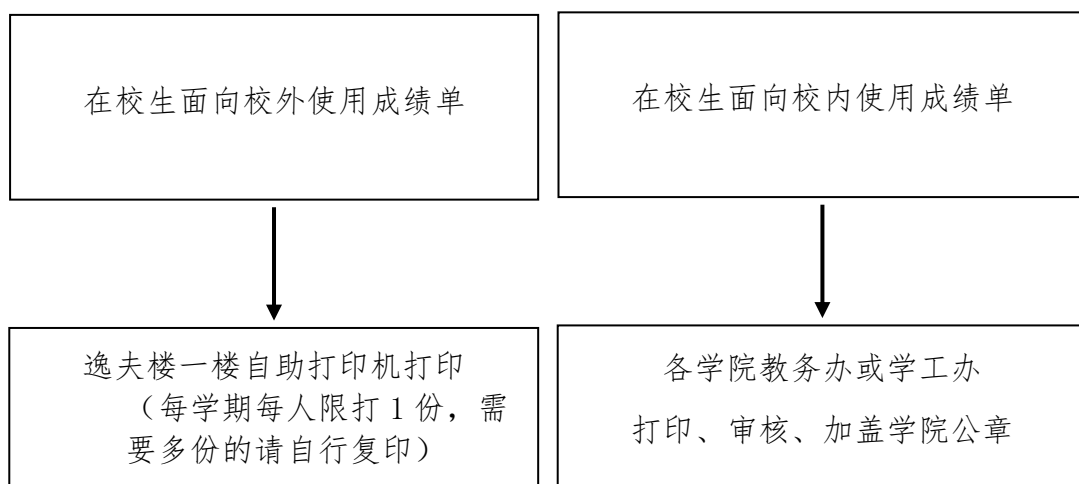 在校生面向校外使用成绩单
在校生面向校内使用成绩单
逸夫楼一楼自助打印机打印
（每学期每人限打 1 份，需
要多份的请自行复印）
各学院教务办或学工办
打印、审核、加盖学院公章